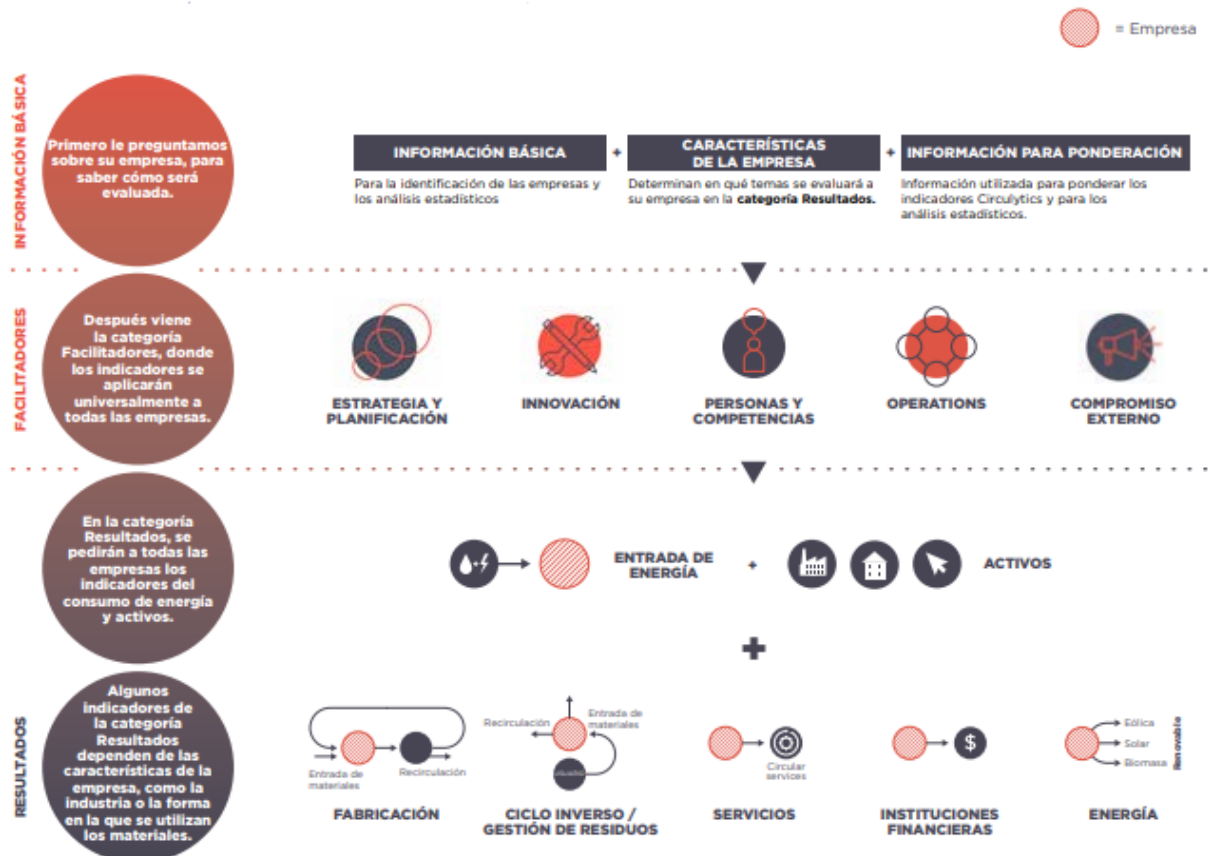 = Empresa
INFORMACIÓN BÁSICA
Primero le preguntamos
sobre su empresa, para
saber cómo será
evaluada.
INFORMACIÓN BÁSICA
+
CARACTERÍSTICAS
DE LA EMPRESA
+
INFORMACIÓN PARA PONDERACIÓN
Para la identificación de las empresas y
los análisis estadísticos
Determinan en qué temas se evaluará a
su empresa en la categoría Resultados.
Información utilizada para ponderar los
indicadores Circulytics y para los
análisis estadísticos.
FACILITADORES
Después viene
la categoría
Facilitadores, donde
los indicadores se
aplicarán
universalmente a
todas las empresas.
ESTRATEGIA Y
PLANIFICACIÓN
INNOVACIÓN
PERSONAS Y
COMPETENCIAS
OPERATIONS
COMPROMISO
EXTERNO
RESULTADOS
En la categoría
Resultados, se
pedirán a todas las
empresas los
indicadores del
consumo de energía
y activos.
ENTRADA DE
ENERGÍA
+
ACTIVOS
+
Algunos
indicadores de
la categoría
Resultados
dependen de las
características de la
empresa, como la
industria o la forma
en la que se utilizan
los materiales.
Entrada de
materiales
Recirculación
FABRICACIÓN
Recirculación
Entrada de
materiales
USUARIO
CICLO INVERSO /
GESTIÓN DE RESIDUOS
Circular
services
SERVICIOS
$
INSTITUCIONES
FINANCIERAS
Eólica
Solar
Biomasa
Renovable
ENERGÍA